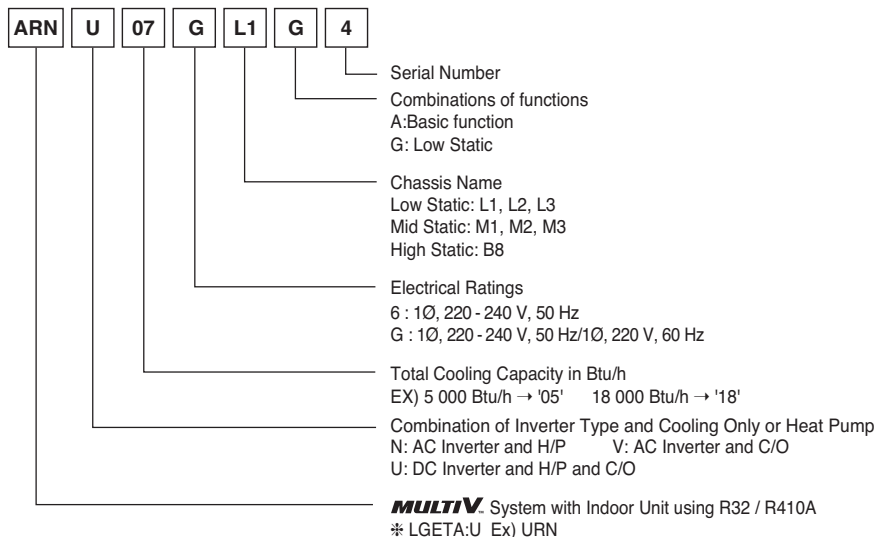 ARN U 07 G L1 G 4
Serial Number
Combinations of functions
A:Basic function
G: Low Static
Chassis Name
Low Static: L1, L2, L3
Mid Static: M1, M2, M3
High Static: B8
Electrical Ratings
6 : 1Ø, 220 - 240 V, 50 Hz
G : 1Ø, 220 - 240 V, 50 Hz/1Ø, 220 V, 60 Hz
Total Cooling Capacity in Btu/h
EX) 5 000 Btu/h → '05' 18 000 Btu/h → '18'
Combination of Inverter Type and Cooling Only or Heat Pump
N: AC Inverter and H/P V: AC Inverter and C/O
U: DC Inverter and H/P and C/O
MULTI V™ System with Indoor Unit using R32 / R410A
❈ LGETA:U Ex) URN